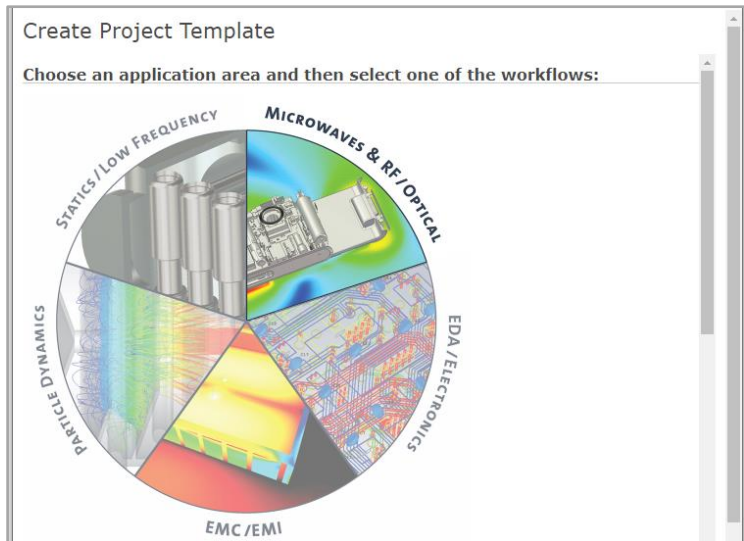 Create Project Template
Choose an application area and then select one of the workflows:
STATICS/LOW FREQUENCY
MICROWAVES & RF/OPTICAL
PARTICLE DYNAMICS
EDA/ELECTRONICS
EMC/EMI